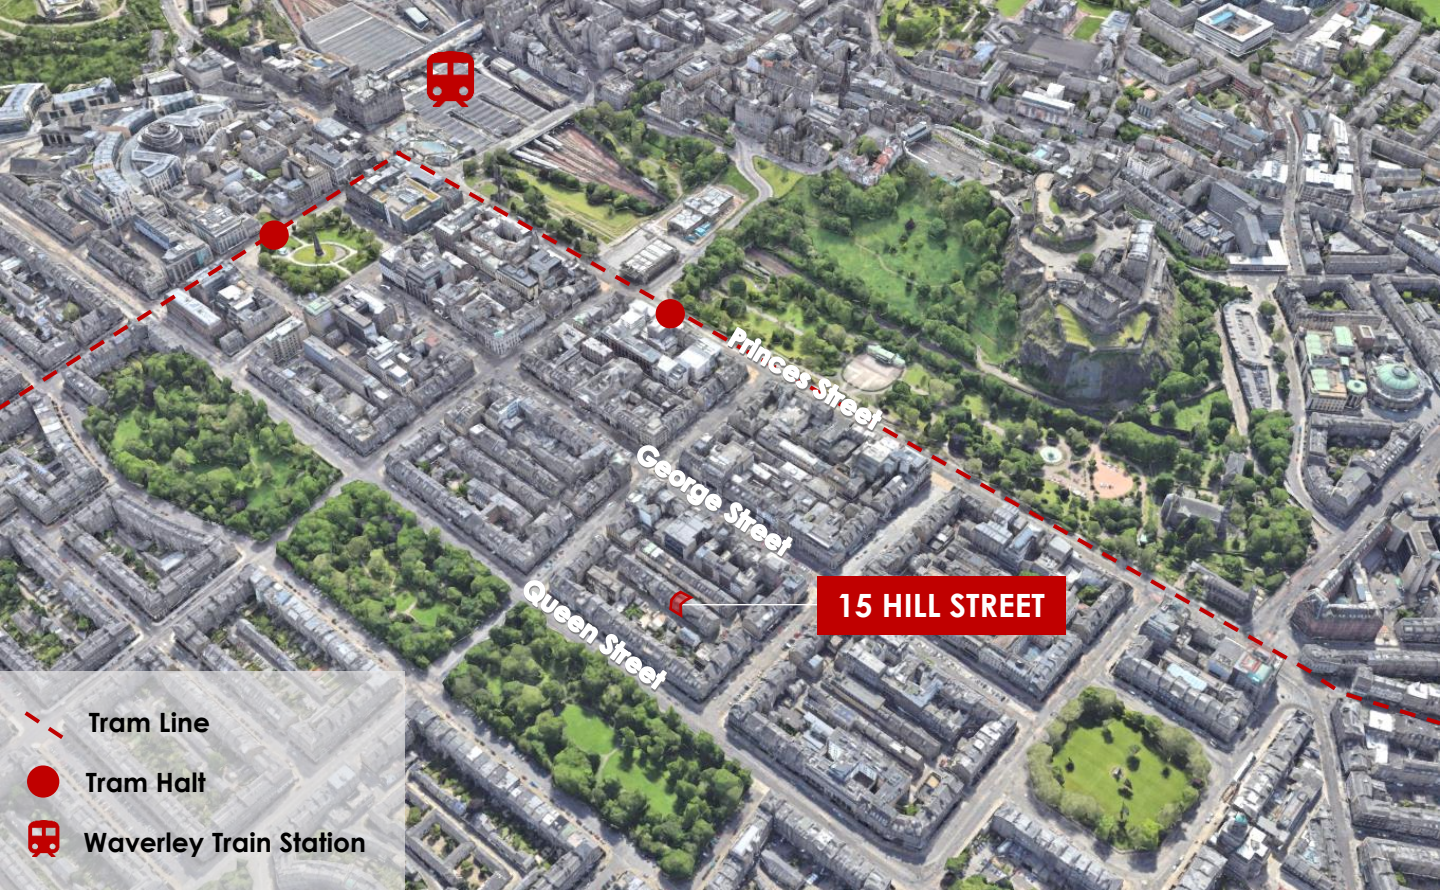 Princes Street
George Street
Queen Street
15 HILL STREET
Tram Line
Tram Halt
Waverley Train Station